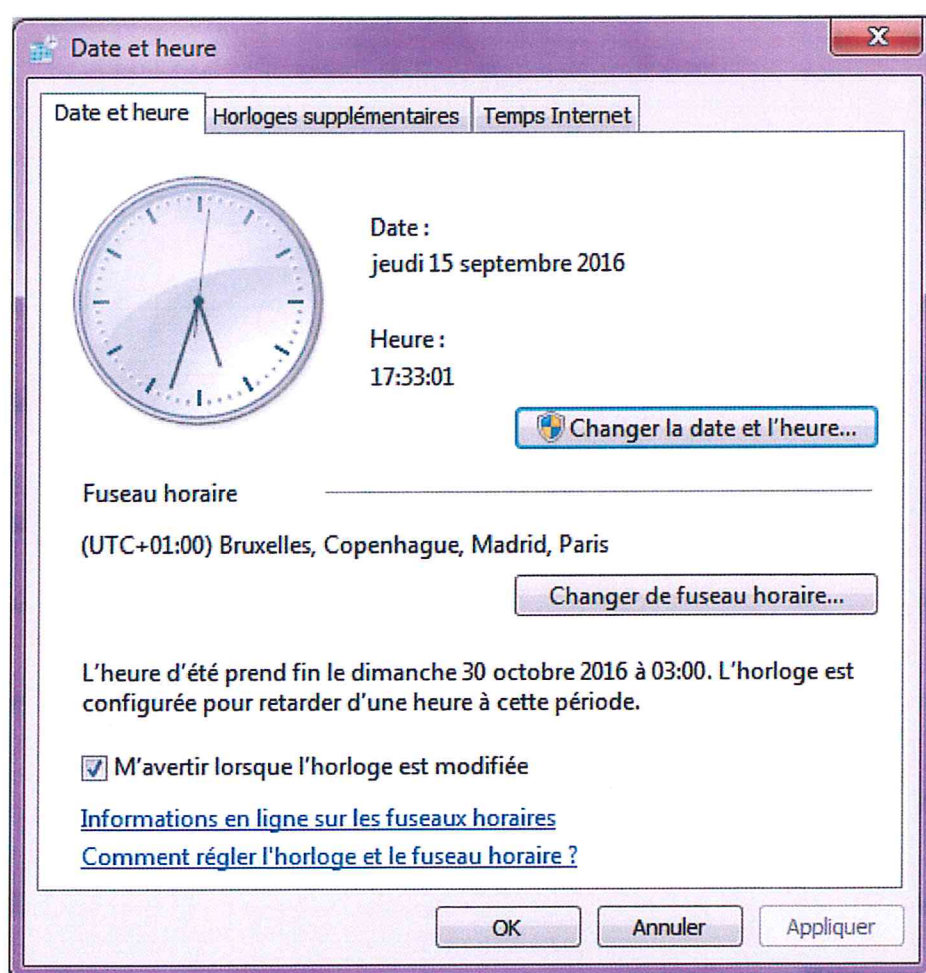 Date et heure
Date et heure
Horloges supplémentaires
Temps Internet
Date :
jeudi 15 septembre 2016
Heure :
17:33:01
Changer la date et l'heure...
Fuseau horaire
(UTC+01:00) Bruxelles, Copenhague, Madrid, Paris
Changer de fuseau horaire...
L'heure d'été prend fin le dimanche 30 octobre 2016 à 03:00. L'horloge est
configurée pour retarder d'une heure à cette période.
M'avertir lorsque l'horloge est modifiée
Informations en ligne sur les fuseaux horaires
Comment régler l'horloge et le fuseau horaire ?
OK
Annuler
Appliquer